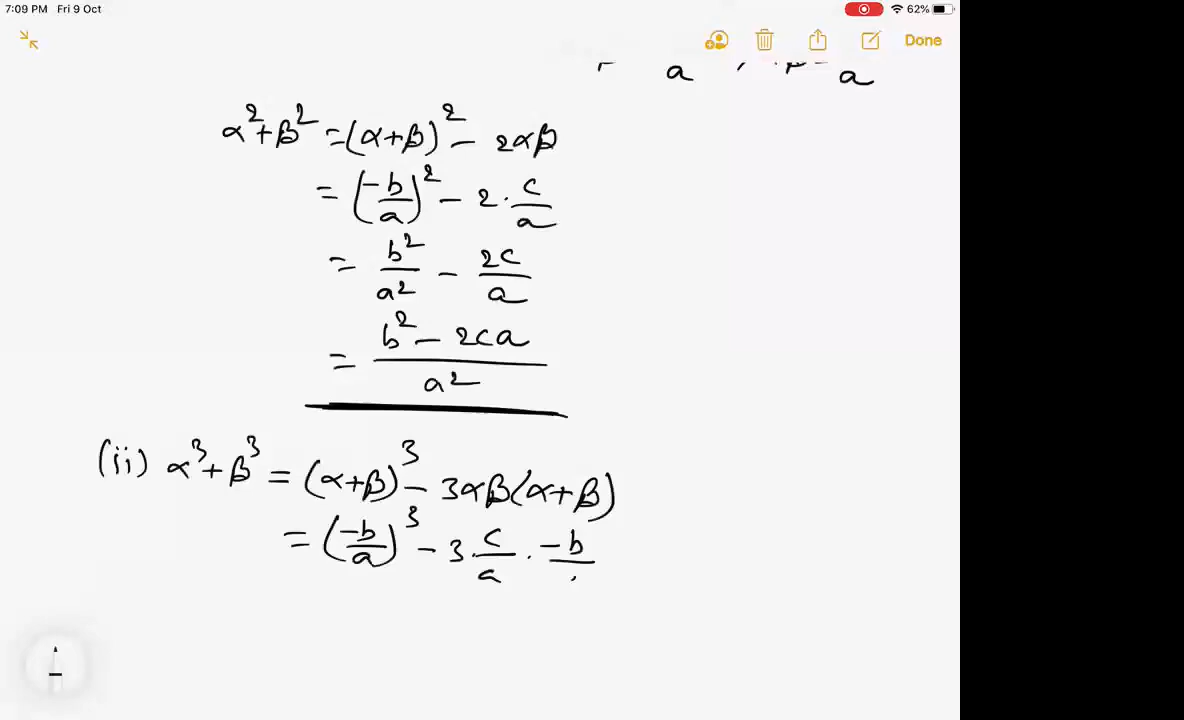 7:09 PM Fri 9 Oct
62%
Done
a a
α²+β² =(α+β)² - 2αβ
= (-b/a)² - 2·c/a
= b²/a² - 2c/a
= (b² - 2ca)/a²
(ii) α³+β³ = (α+β)³ - 3αβ(α+β)
= (-b/a)³ - 3·c/a · -b/